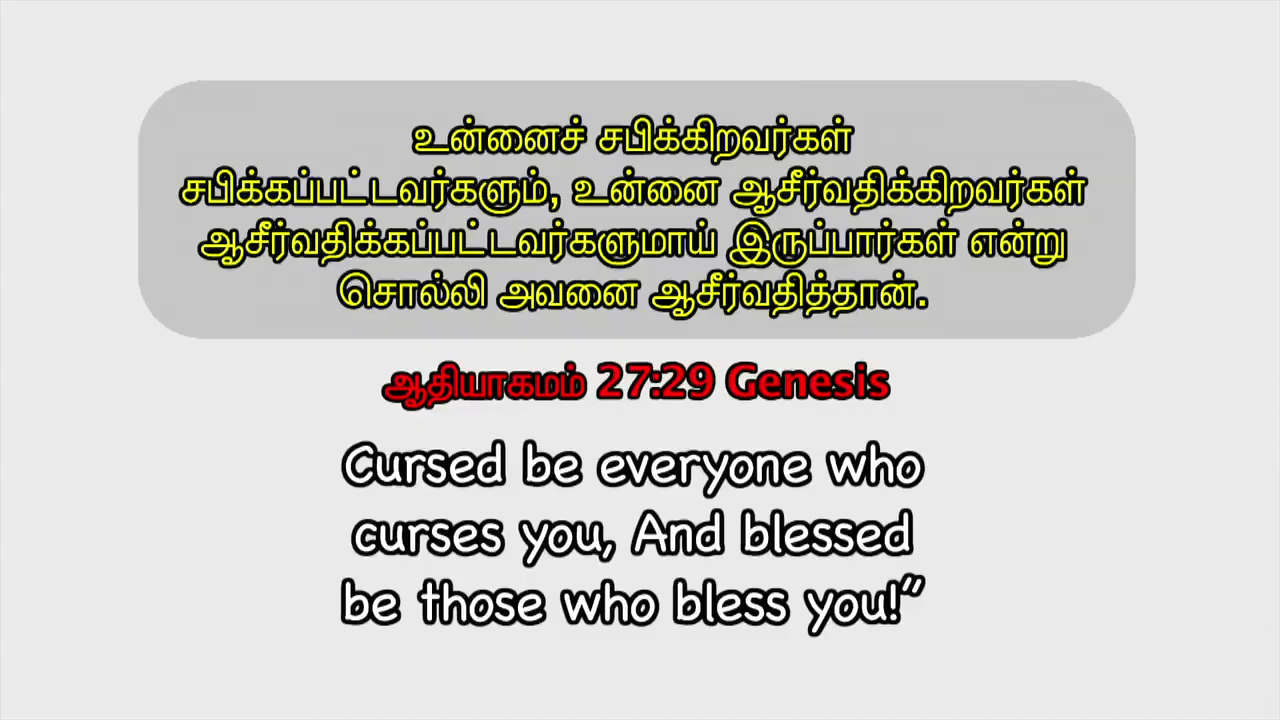 உன்னைச் சபிக்கிறவர்கள்
சபிக்கப்பட்டவர்களும், உன்னை ஆசீர்வதிக்கிறவர்கள்
ஆசீர்வதிக்கப்பட்டவர்களுமாய் இருப்பார்கள் என்று
சொல்லி அவனை ஆசீர்வதித்தான்.
ஆதியாகமம் 27:29 Genesis
Cursed be everyone who
curses you, And blessed
be those who bless you!”